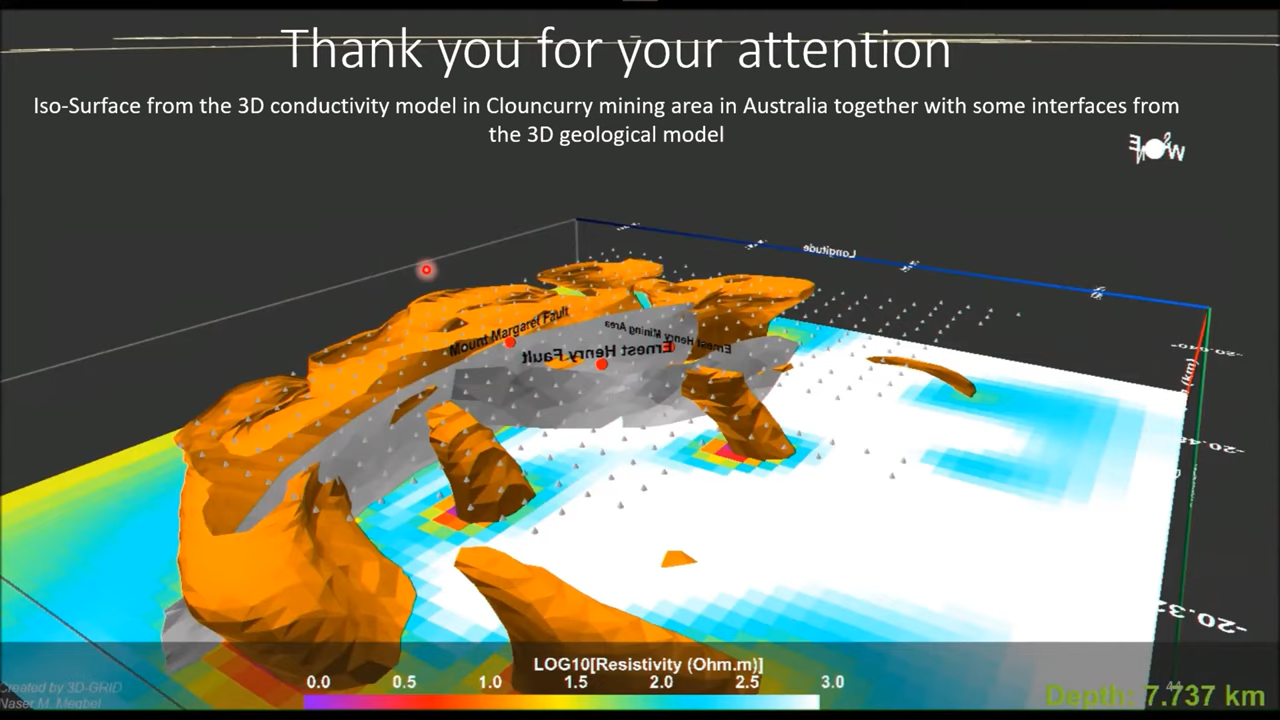 Thank you for your attention
Iso-Surface from the 3D conductivity model in Clouncurry mining area in Australia together with some interfaces from
the 3D geological model
E W
Longitude
Mount Margaret Fault
Ernest Henry Mining Area
Ernest Henry Fault
(km)
LOG10[Resistivity (Ohm.m)]
0.0 0.5 1.0 1.5 2.0 2.5 3.0
Created by 3D-GRID
Naser M. Meqbel
44
Depth: 7.737 km